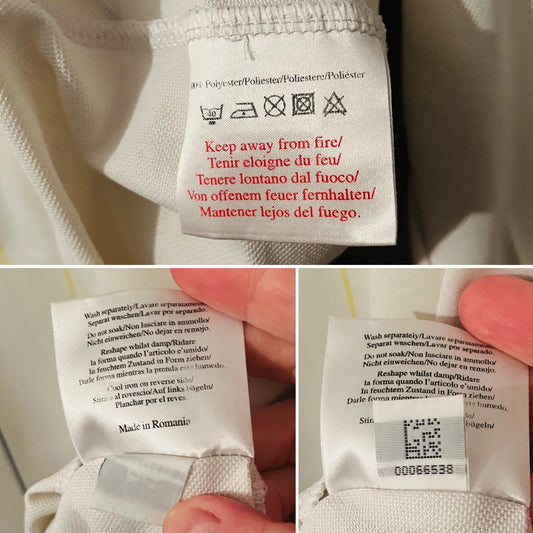 100% Polyester/Poliester/Poliestere/Poliéster
40
Keep away from fire/
Tenir eloigne du feu/
Tenere lontano dal fuoco/
Von offenem feuer fernhalten/
Mantener lejos del fuego.
Wash separately/Lavare separatamente
Separat waschen/Lavar por separado.
Do not soak/Non lasciare in ammollo/
Nicht einweichen/No dejar en remojo.
Reshape whilst damp/Ridare
la forma quando l'articolo e'umido/
In feuchtem Zustand in Form ziehen/
Darle forma mientras la prenda este humedo.
Cool iron on reverse side/
Stirare al rovescio/Auf links bügeln/
Planchar por el reves.
Made in Romania
Wash separately/Lavare separatamente
Separat waschen/Lavar por separado.
Do not soak/Non lasciare in ammollo/
Nicht einweichen/No dejar en remojo.
Reshape whilst damp/Ridare
la forma quando l'articolo e'umido/
In feuchtem Zustand in Form ziehen/
Darle forma mientras humedo.
bügeln/
00066538